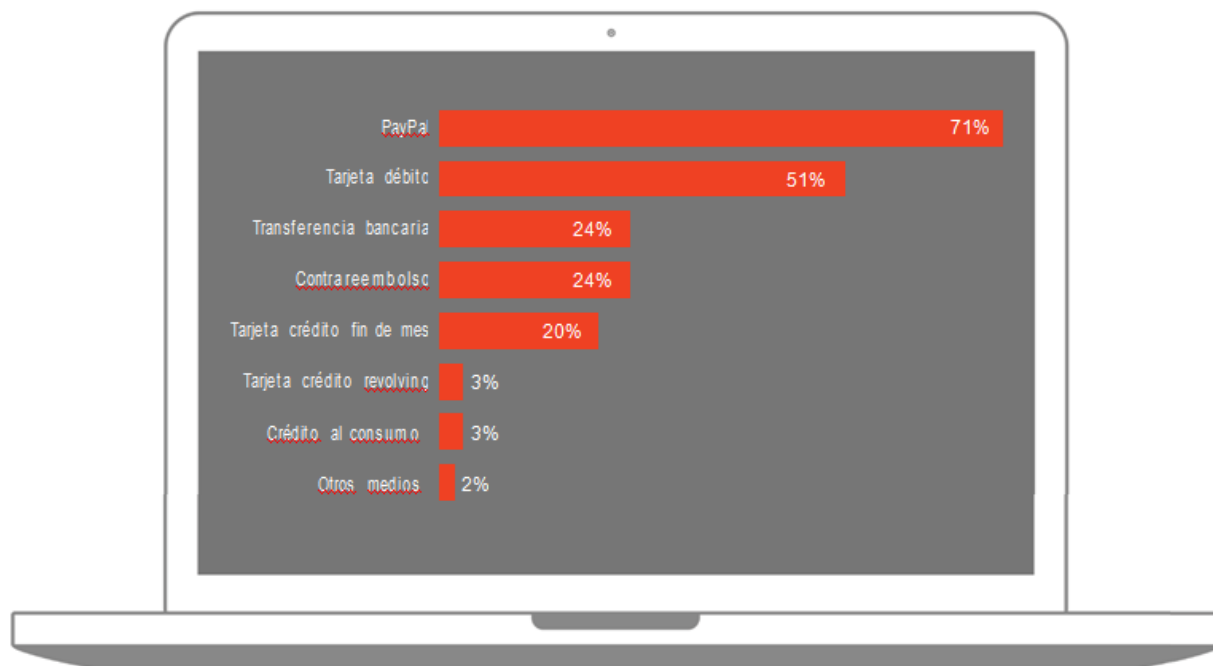 PayPal 71%
Tarjeta débito 51%
Transferencia bancaria 24%
Contrareembolso 24%
Tarjeta crédito fin de mes 20%
Tarjeta crédito revolving 3%
Crédito al consumo 3%
Otros medios 2%